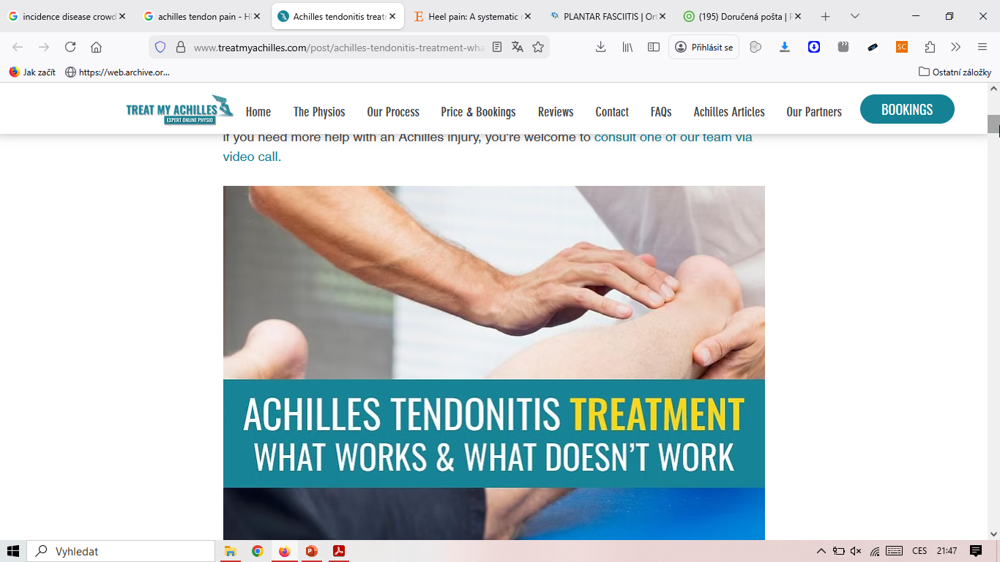 incidence disease crowd
achilles tendon pain - H
Achilles tendonitis treat
Heel pain: A systematic
PLANTAR FASCIITIS | Or
(195) Doručená pošta |
www.treatmyachilles.com/post/achilles-tendonitis-treatment-wha
Přihlásit se
SC
Jak začít
https://web.archive.or...
Ostatní záložky
TREAT MY ACHILLES
EXPERT ONLINE PHYSIO
Home
The Physios
Our Process
Price & Bookings
Reviews
Contact
FAQs
Achilles Articles
Our Partners
BOOKINGS
If you need more help with an Achilles injury, you're welcome to consult one of our team via
video call.
ACHILLES TENDONITIS TREATMENT
WHAT WORKS & WHAT DOESN'T WORK
Vyhledat
CES
21:47